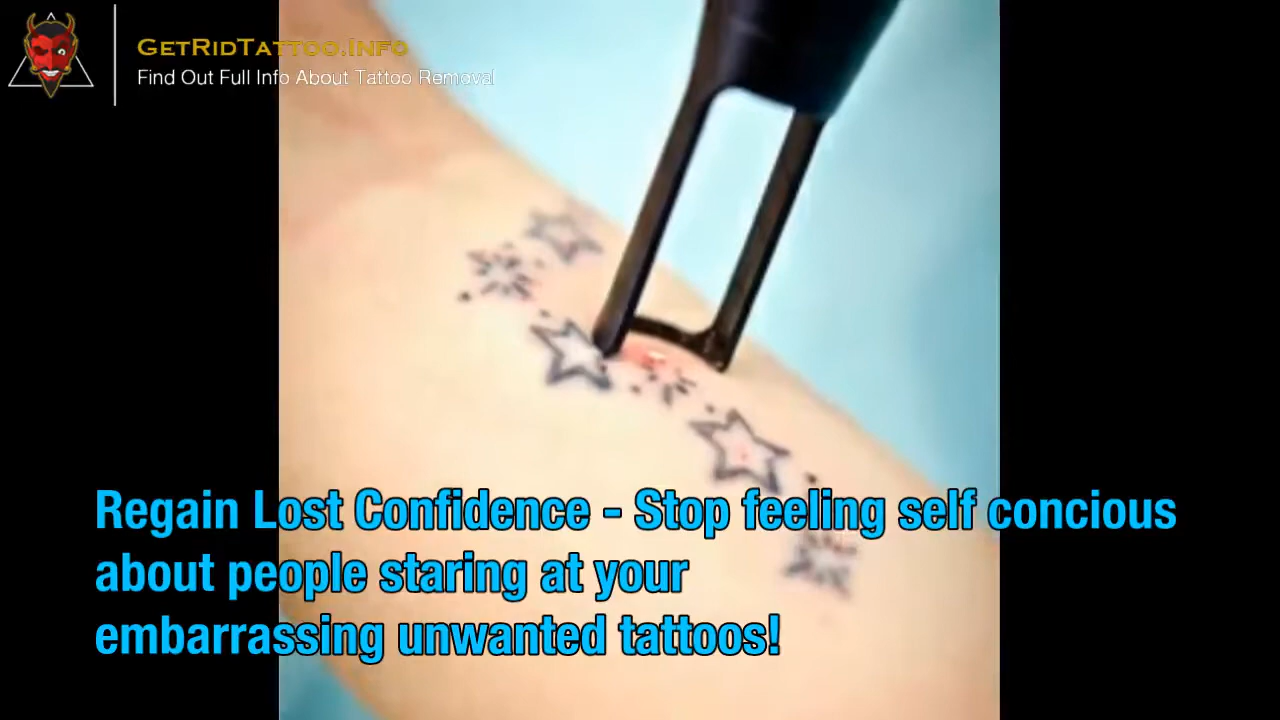 GetRidTattoo.Info
Find Out Full Info About Tattoo Removal
Regain Lost Confidence - Stop feeling self concious
about people staring at your
embarrassing unwanted tattoos!